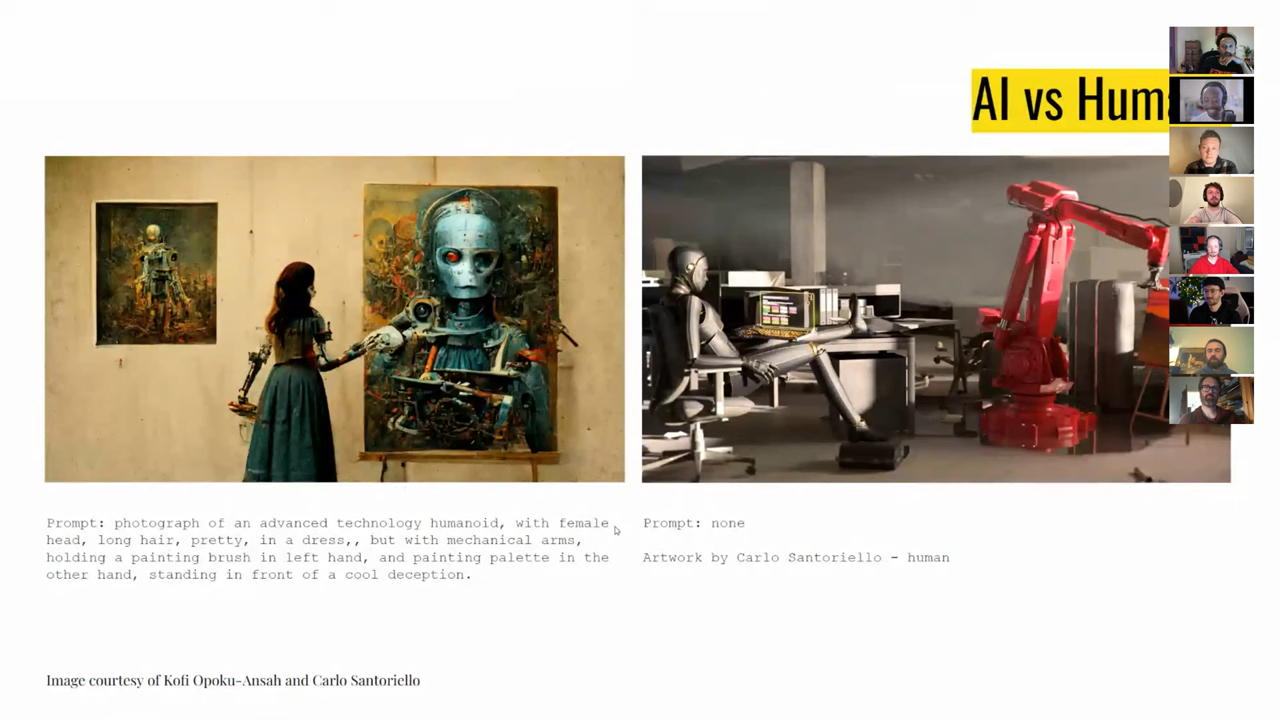 AI vs Huma
Prompt: photograph of an advanced technology humanoid, with female
head, long hair, pretty, in a dress,, but with mechanical arms,
holding a painting brush in left hand, and painting palette in the
other hand, standing in front of a cool deception.
Prompt: none
Artwork by Carlo Santoriello - human
Image courtesy of Kofi Opoku-Ansah and Carlo Santoriello